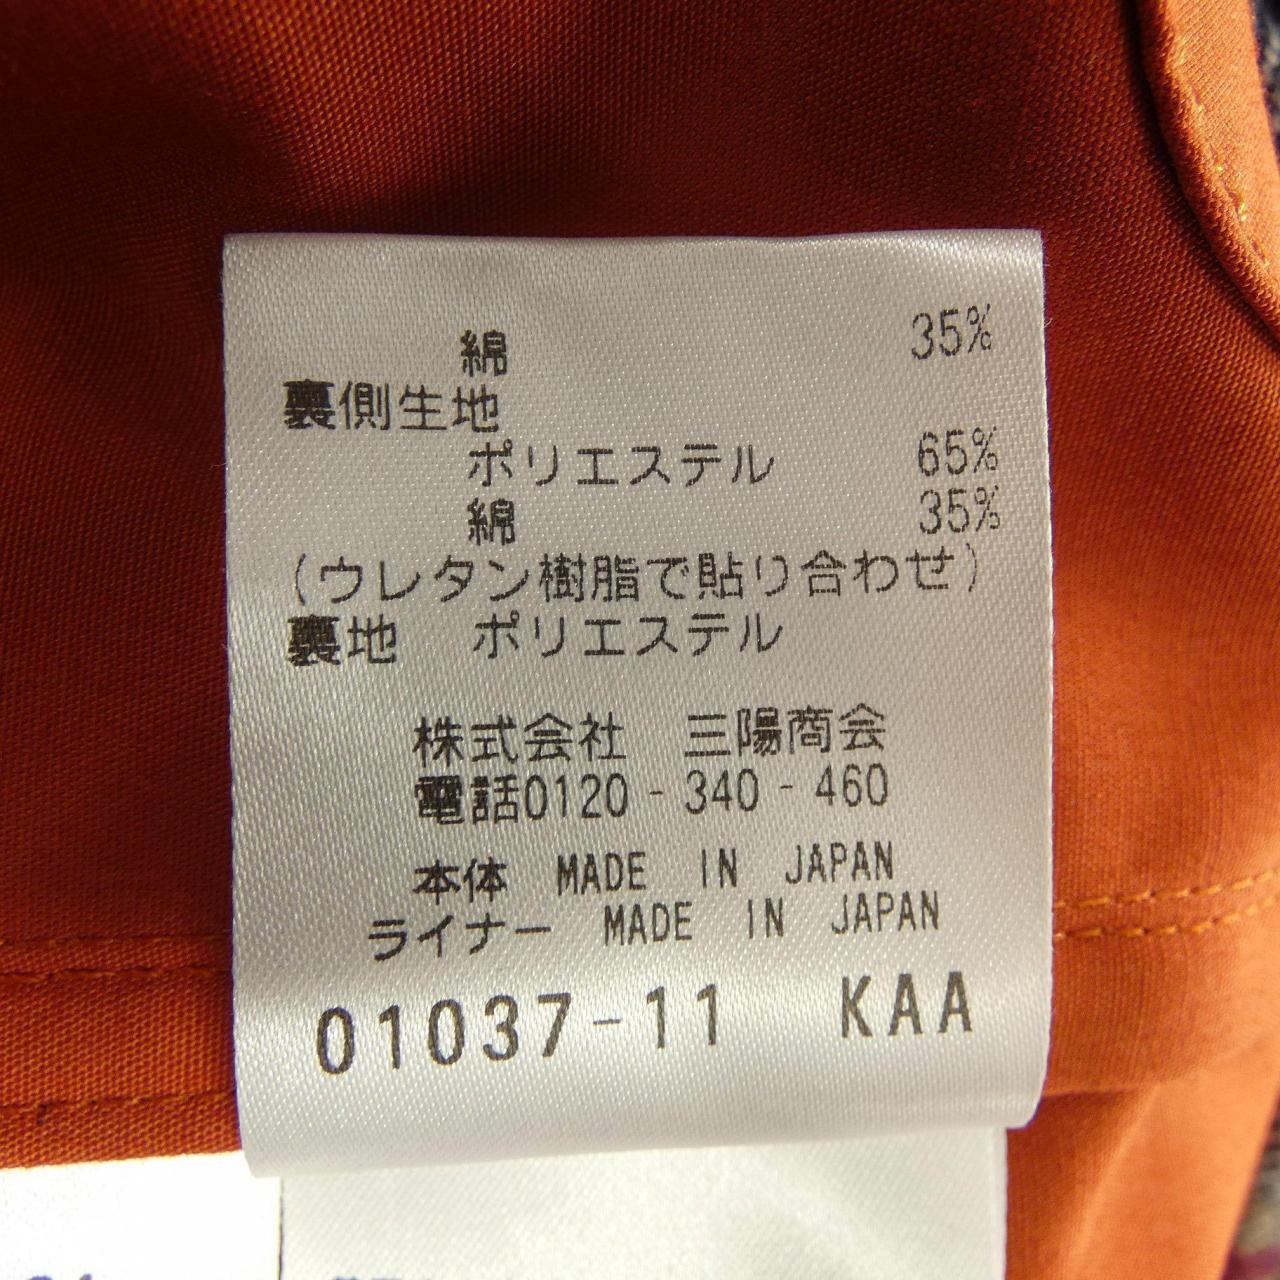 綿 35%
裏側生地
ポリエステル 65%
綿 35%
(ウレタン樹脂で貼り合わせ)
裏地 ポリエステル
株式会社 三陽商会
電話0120-340-460
本体 MADE IN JAPAN
ライナー MADE IN JAPAN
01037-11 KAA